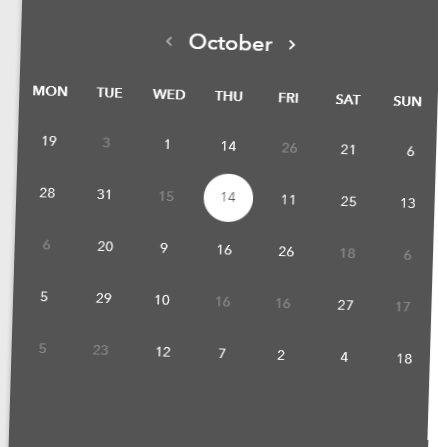 ‹ October ›
MON TUE WED THU FRI SAT SUN
19 3 1 14 26 21 6
28 31 15 14 11 25 13
6 20 9 16 26 18 6
5 29 10 16 16 27 17
5 23 12 7 2 4 18